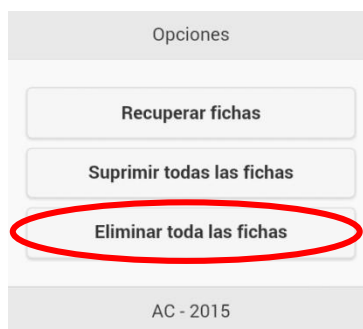 Opciones
Recuperar fichas
Suprimir todas las fichas
Eliminar toda las fichas
AC - 2015